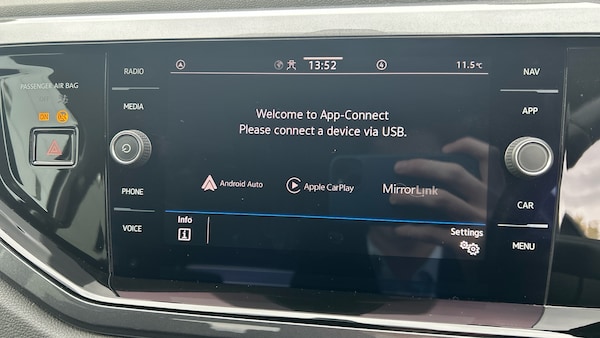 13:52
11.5°C
PASSENGER AIR BAG
ON
RADIO
MEDIA
PHONE
VOICE
Welcome to App-Connect
Please connect a device via USB.
Android Auto
Apple CarPlay
MirrorLink
Info
Settings
NAV
APP
CAR
MENU